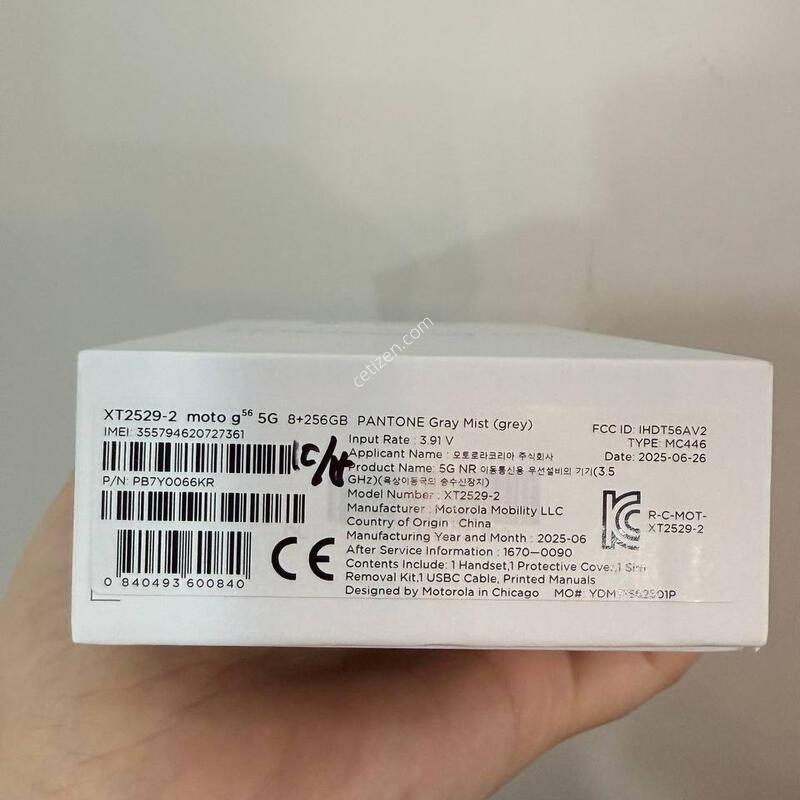 cetizen.com
XT2529-2 moto g56 5G 8+256GB PANTONE Gray Mist (grey)
IMEI: 355794620727361
P/N: PB7Y0066KR
0 840493 600840
CE
Input Rate : 3.91 V
Applicant Name : 모토로라코리아 주식회사
Product Name: 5G NR 이동통신용 무선설비의 기기(3.5
GHz)(육상이동국의 송수신장치)
Model Number : XT2529-2
Manufacturer : Motorola Mobility LLC
Country of Origin : China
Manufacturing Year and Month : 2025-06
After Service Information : 1670-0090
Contents Include: 1 Handset,1 Protective Cover,1 Sim
Removal Kit,1 USBC Cable, Printed Manuals
Designed by Motorola in Chicago MO#:
FCC ID: IHDT56AV2
TYPE: MC446
Date: 2025-06-26
R-C-MOT-
XT2529-2